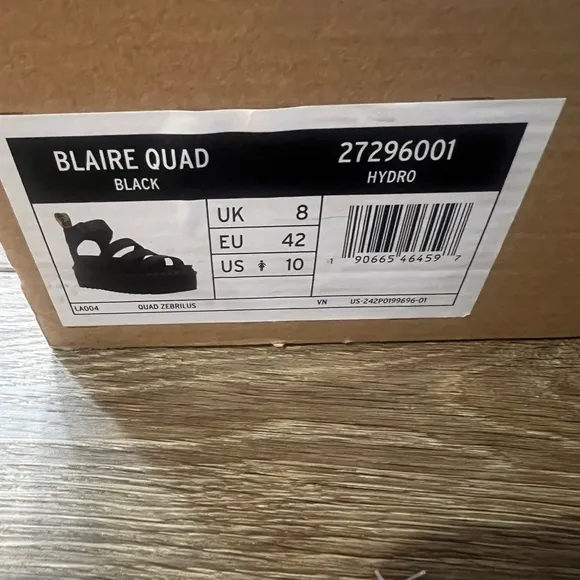 BLAIRE QUAD
BLACK
27296001
HYDRO
UK 8
EU 42
US 10
1 90665 46459 7
LA004 QUAD ZEBRILUS VN US-242P0199696-01